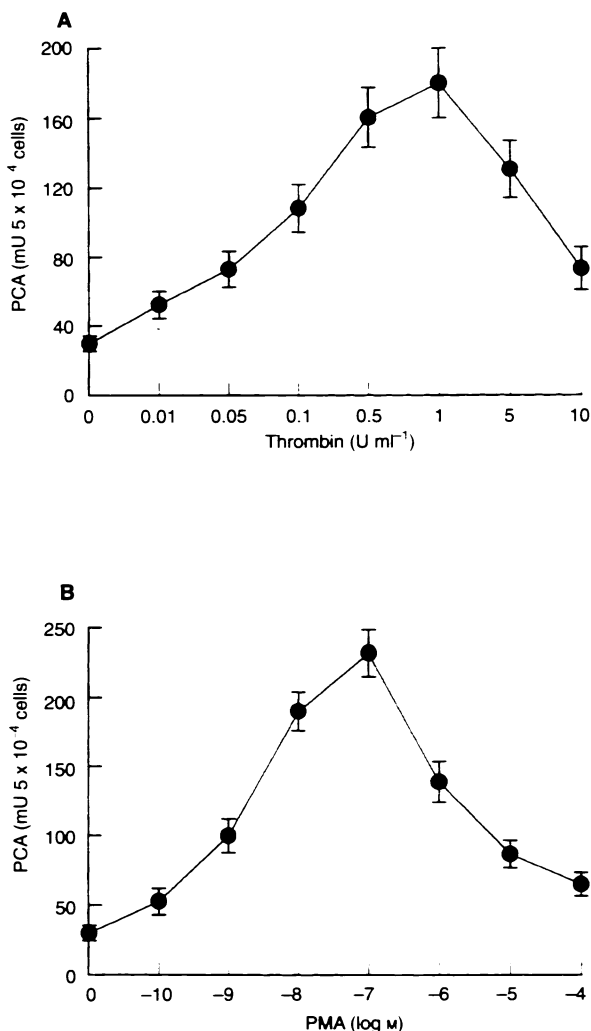 A
PCA (mU 5 x 10⁻⁴ cells)
200
160
120
80
40
0
0 0.01 0.05 0.1 0.5 1 5 10
Thrombin (U ml⁻¹)
B
PCA (mU 5 x 10⁻⁴ cells)
250
200
150
100
50
0
0 −10 −9 −8 −7 −6 −5 −4
PMA (log M)